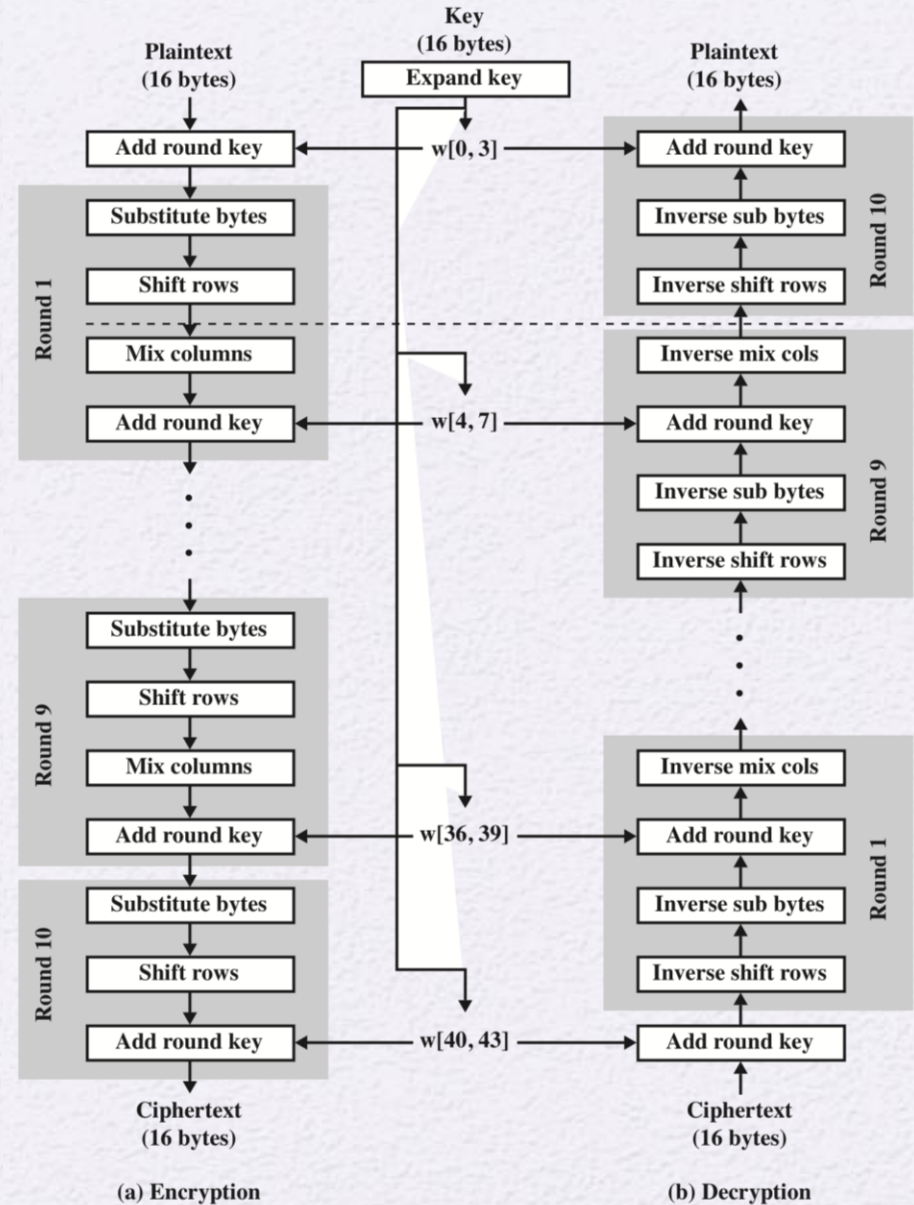 Key
(16 bytes)
Expand key
Plaintext
(16 bytes)
Add round key
Substitute bytes
Shift rows
Mix columns
Add round key
Round 1
Substitute bytes
Shift rows
Mix columns
Add round key
Round 9
Substitute bytes
Shift rows
Add round key
Round 10
Ciphertext
(16 bytes)
(a) Encryption
w[0, 3]
w[4, 7]
w[36, 39]
w[40, 43]
Plaintext
(16 bytes)
Add round key
Inverse sub bytes
Inverse shift rows
Round 10
Inverse mix cols
Add round key
Inverse sub bytes
Inverse shift rows
Round 9
Inverse mix cols
Add round key
Inverse sub bytes
Inverse shift rows
Round 1
Add round key
Ciphertext
(16 bytes)
(b) Decryption